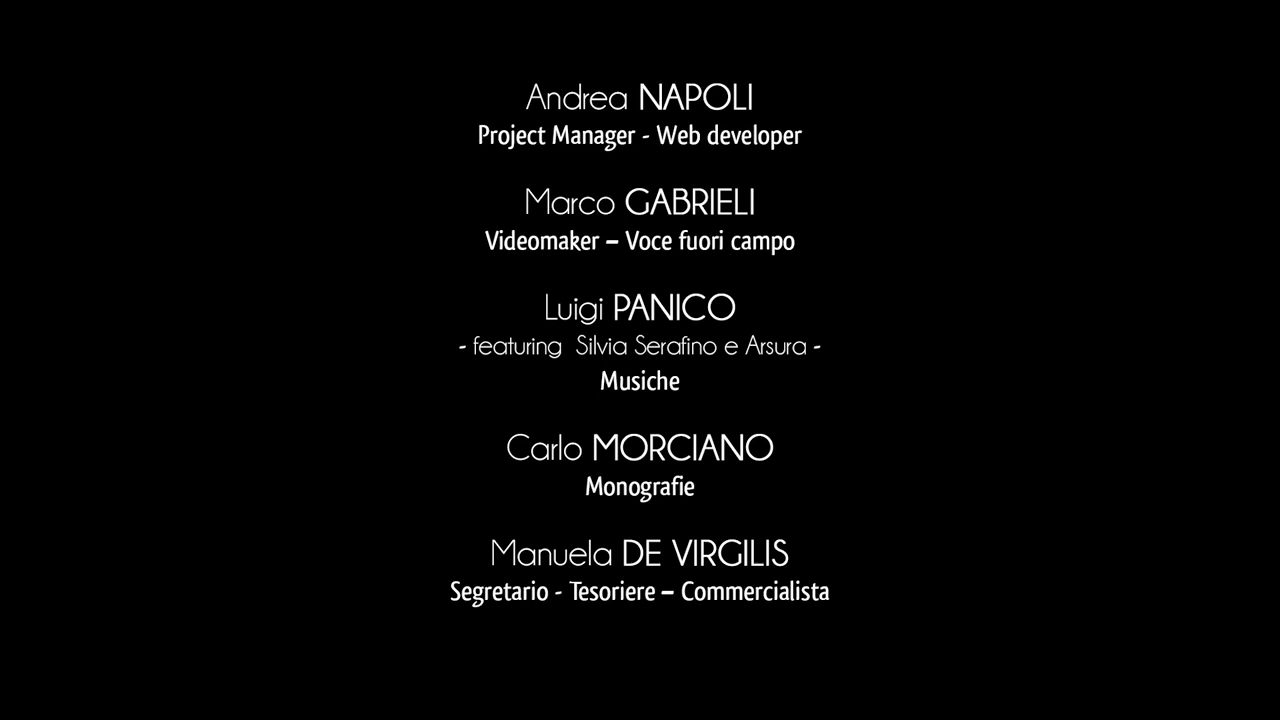 Andrea NAPOLI
Project Manager - Web developer
Marco GABRIELI
Videomaker – Voce fuori campo
Luigi PANICO
- featuring Silvia Serafino e Arsura -
Musiche
Carlo MORCIANO
Monografie
Manuela DE VIRGILIS
Segretario - Tesoriere – Commercialista